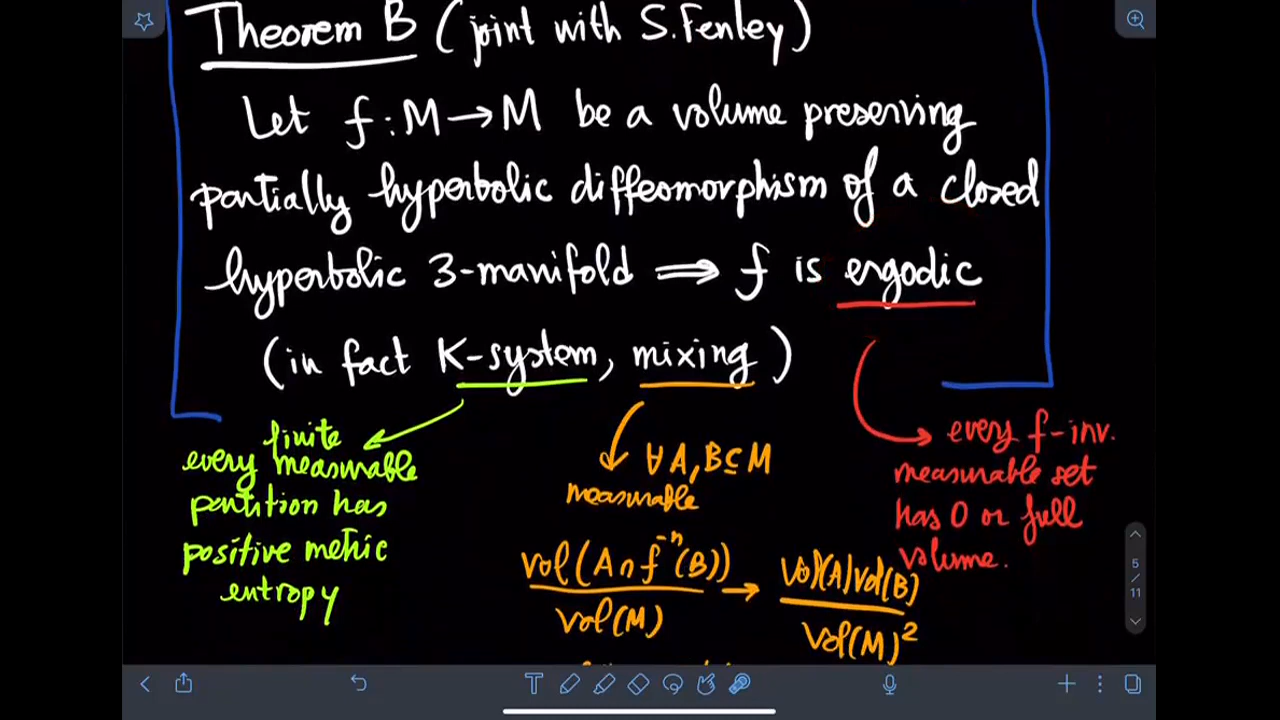 Theorem B (joint with S. Fenley)
Let f: M → M be a volume preserving
partially hyperbolic diffeomorphism of a closed
hyperbolic 3-manifold ⟹ f is ergodic
(in fact K-system, mixing)
finite
every measurable
partition has
positive metric
entropy
∀ A, B ⊆ M
measurable
vol(A ∩ f^{-n}(B)) / vol(M) → vol(A) vol(B) / vol(M)^2
every f-inv.
measurable set
has 0 or full
volume.
5
/
11
T